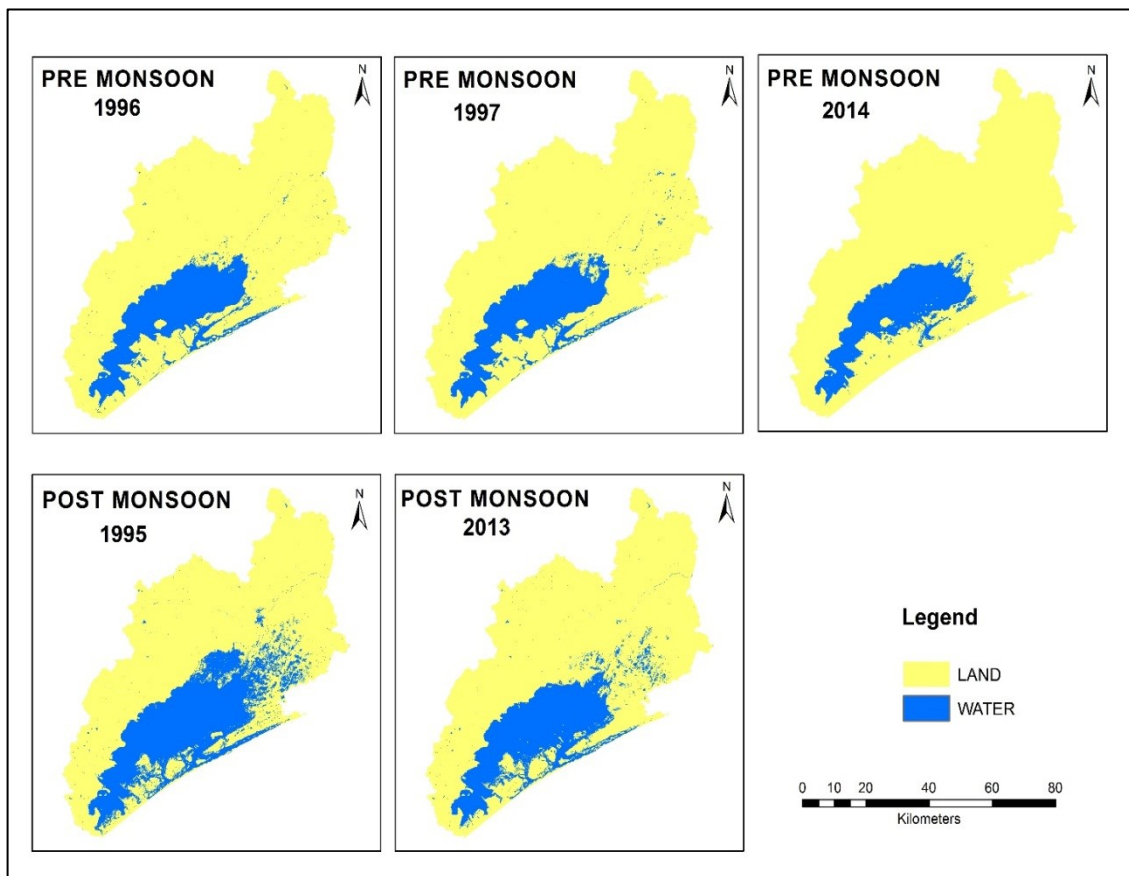 PRE MONSOON
1996
N
PRE MONSOON
1997
N
PRE MONSOON
2014
N
POST MONSOON
1995
N
POST MONSOON
2013
N
Legend
LAND
WATER
0 10 20 40 60 80
Kilometers